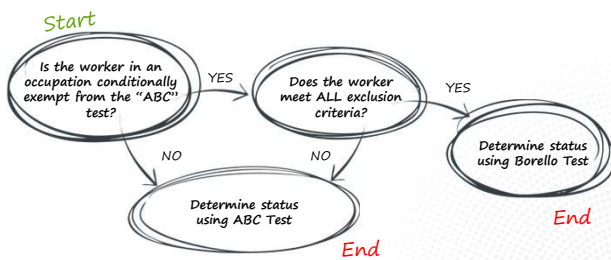 Start
Is the worker in an
occupation conditionally
exempt from the “ABC”
test?
YES
Does the worker
meet ALL exclusion
criteria?
YES
Determine status
using Borello Test
End
NO
NO
Determine status
using ABC Test
End